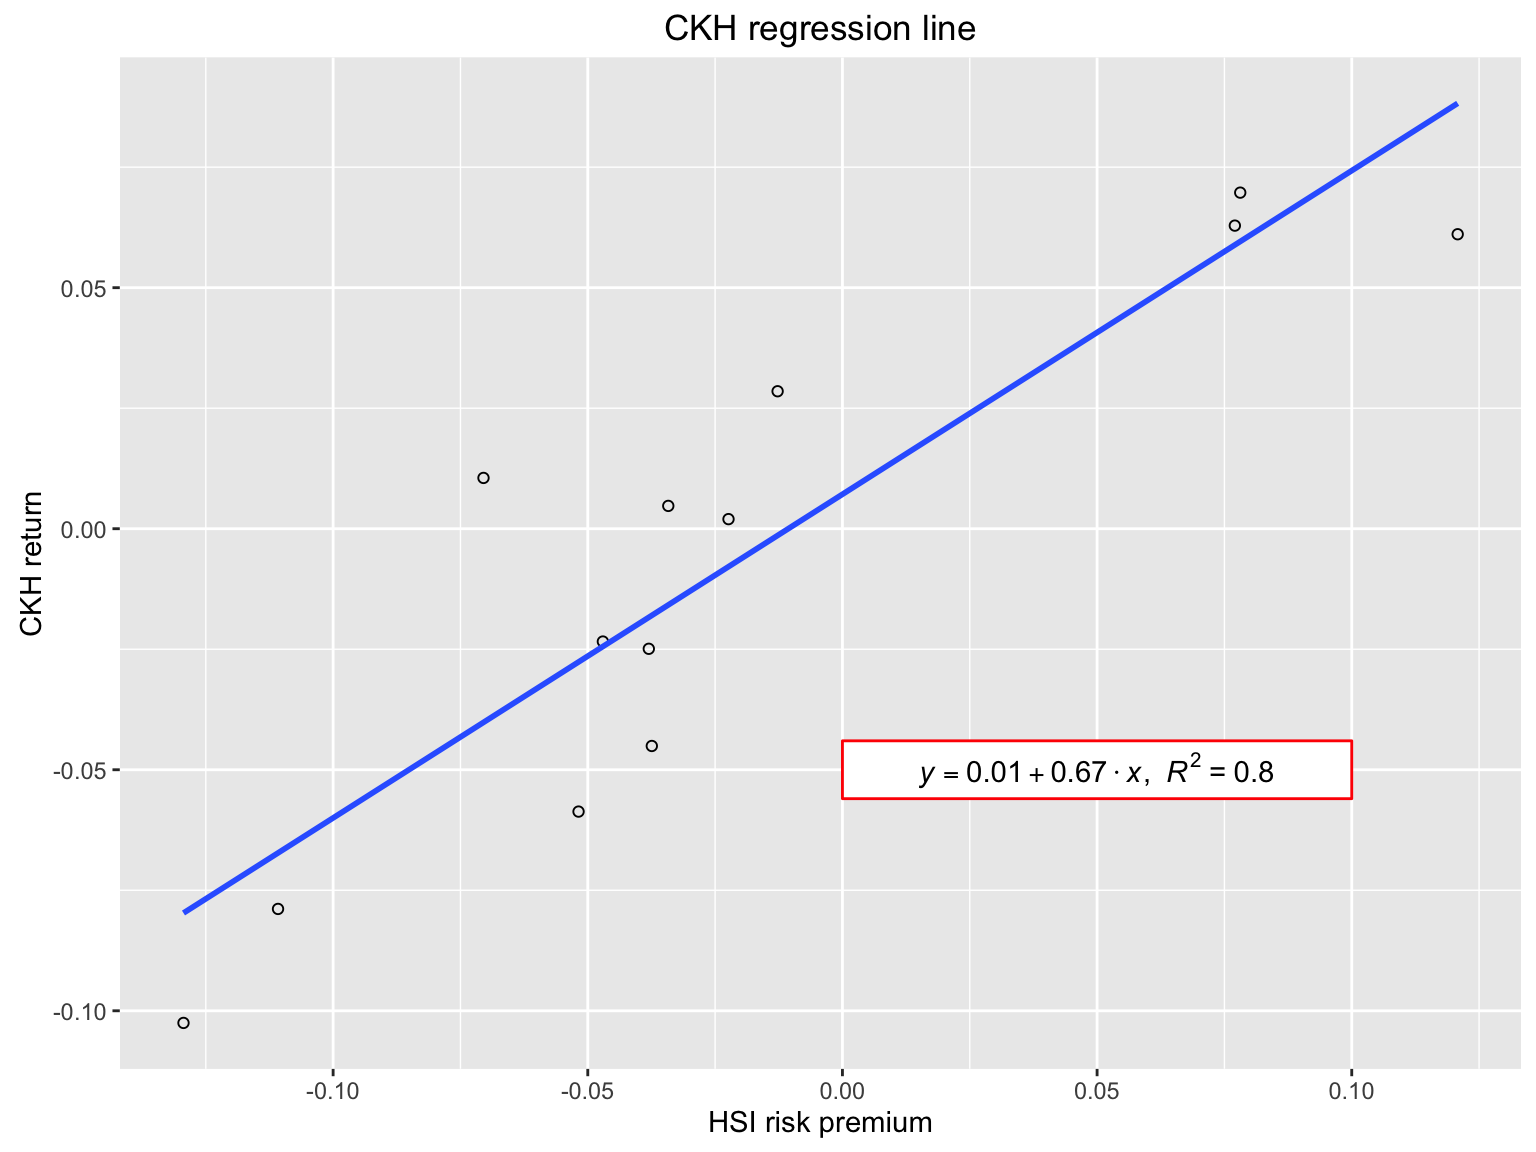 CKH regression line
0.05
0.00
-0.05
-0.10
CKH return
y = 0.01 + 0.67 · x, R² = 0.8
-0.10
-0.05
0.00
0.05
0.10
HSI risk premium